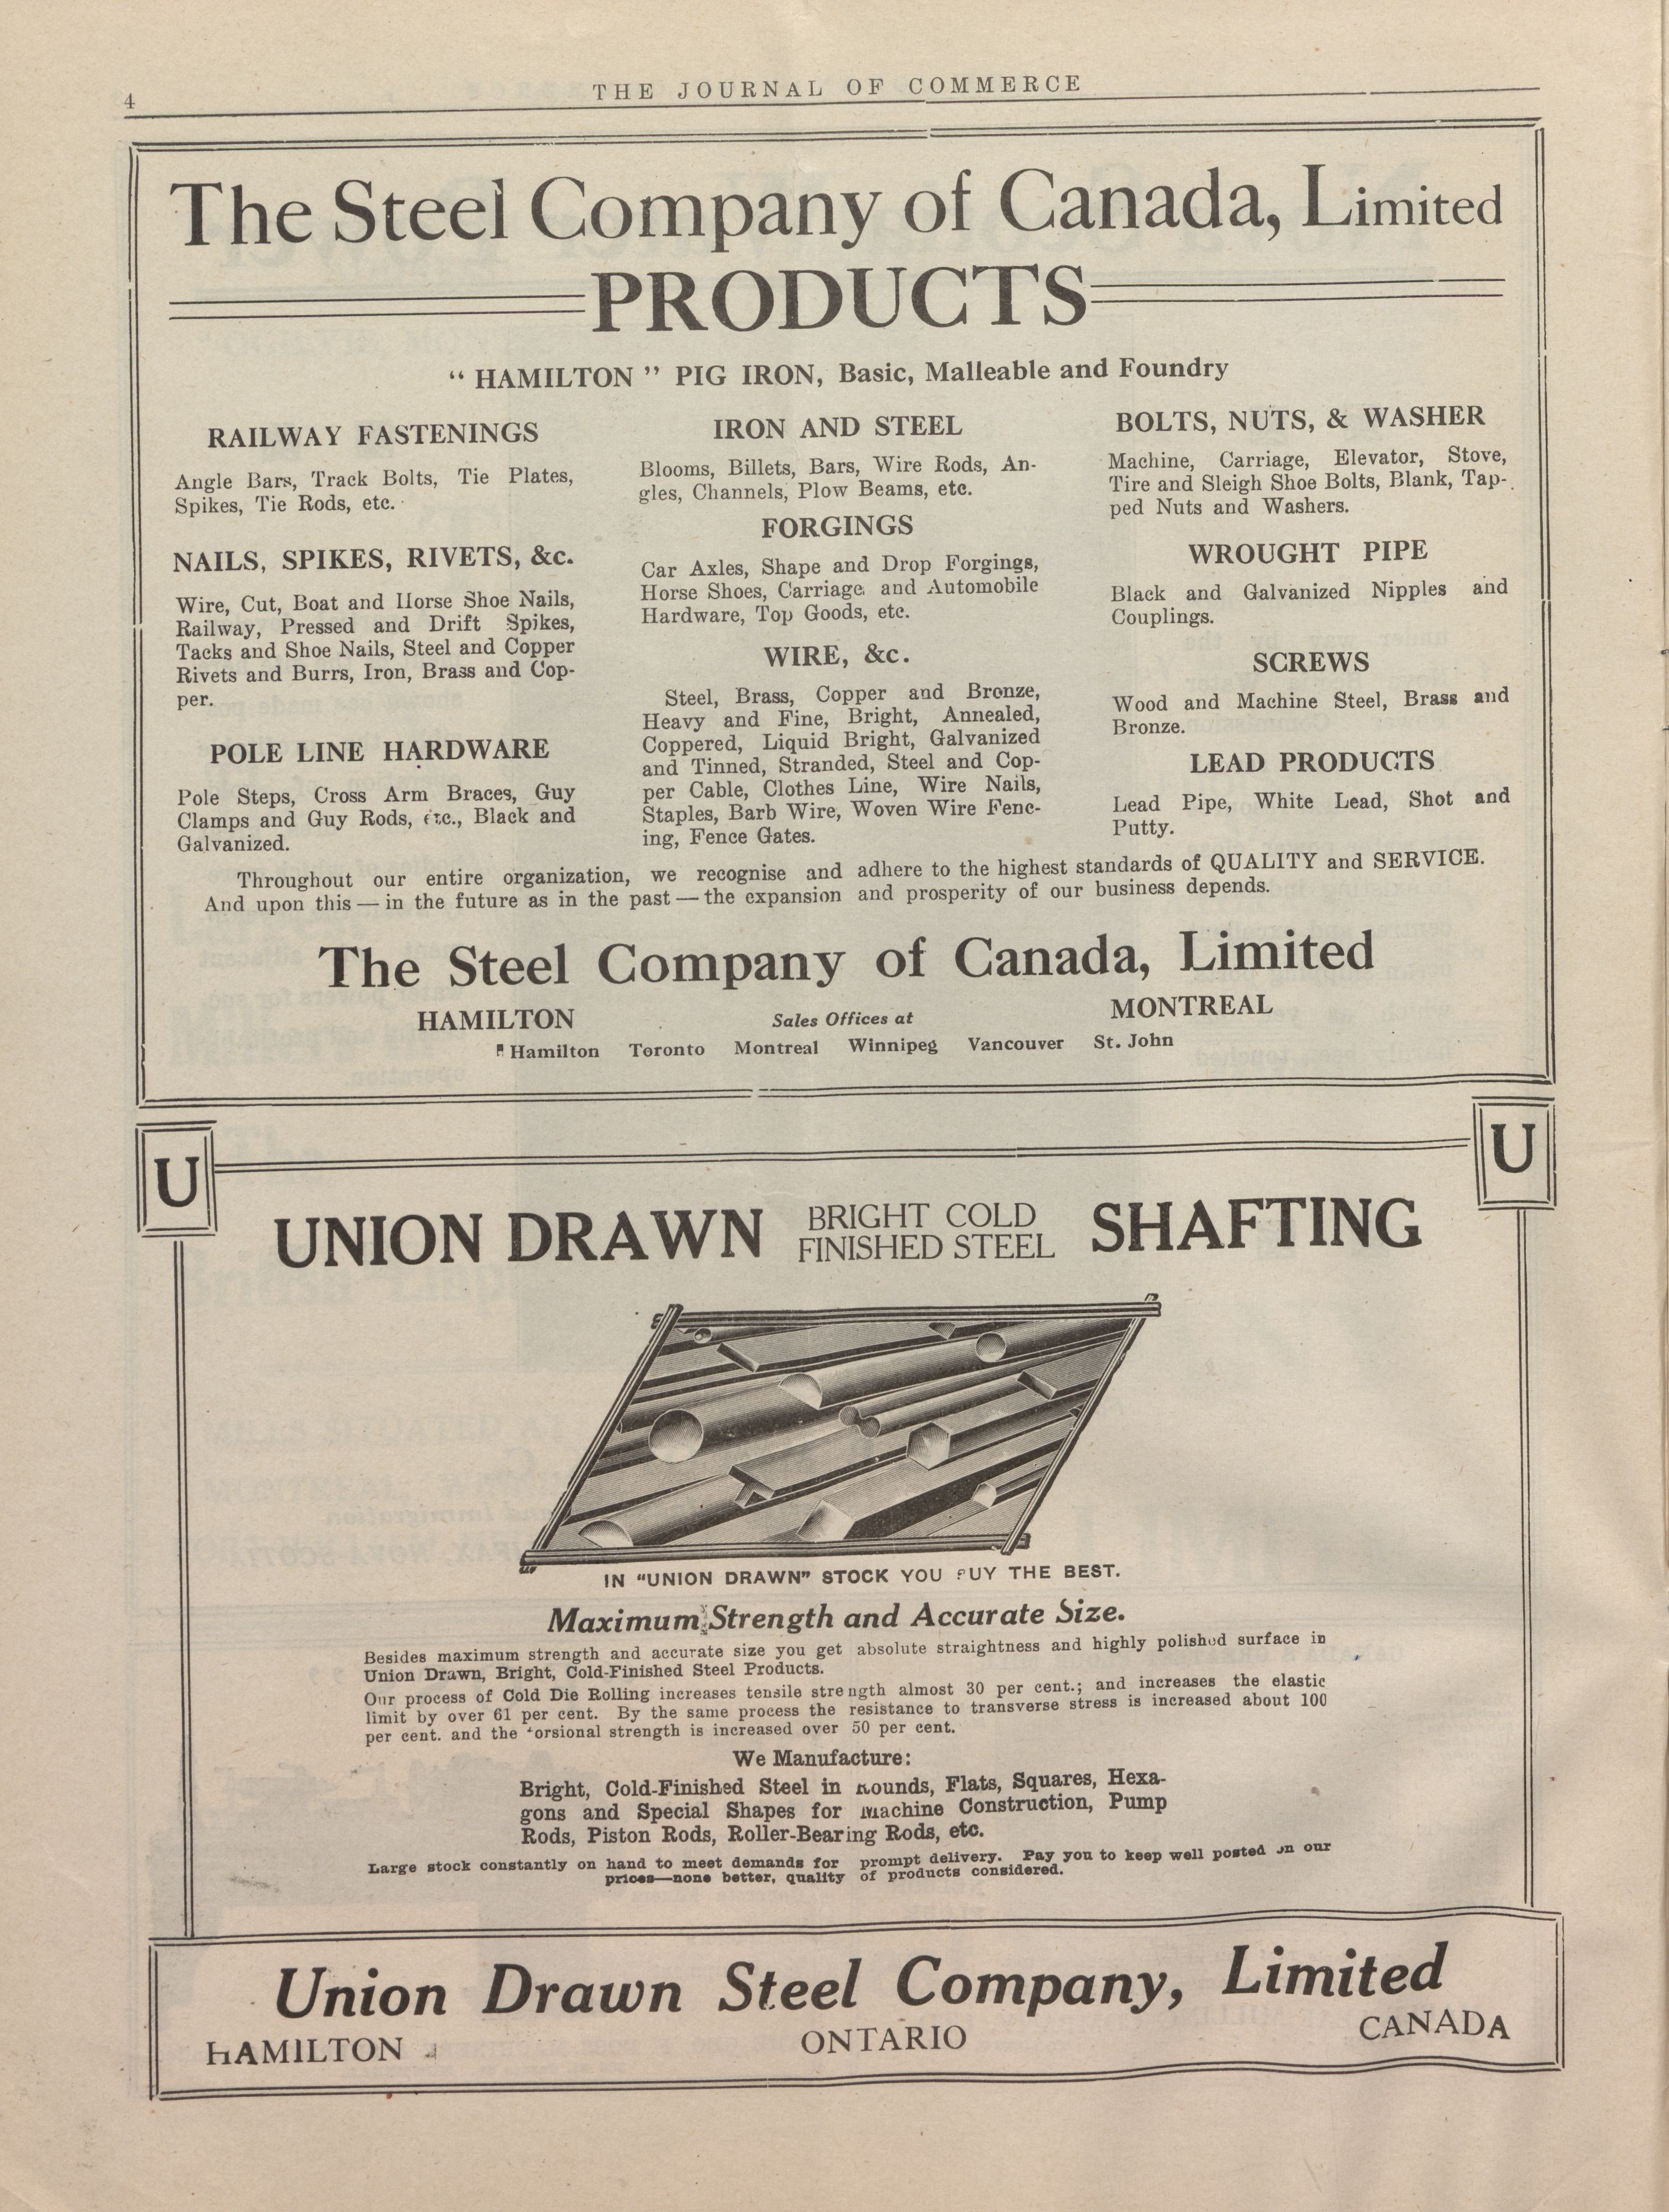 4
THE JOURNAL OF COMMERCE
The Steel Company of Canada, Limited
PRODUCTS
“ HAMILTON ” PIG IRON, Basic, Malleable and Foundry
RAILWAY FASTENINGS
Angle Bars, Track Bolts, Tie Plates,
Spikes, Tie Rods, etc.
NAILS, SPIKES, RIVETS, &c.
Wire, Cut, Boat and Horse Shoe Nails,
Railway, Pressed and Drift Spikes,
Tacks and Shoe Nails, Steel and Copper
Rivets and Burrs, Iron, Brass and Cop-
per.
POLE LINE HARDWARE
Pole Steps, Cross Arm Braces, Guy
Clamps and Guy Rods, etc., Black and
Galvanized.
IRON AND STEEL
Blooms, Billets, Bars, Wire Rods, An-
gles, Channels, Plow Beams, etc.
FORGINGS
Car Axles, Shape and Drop Forgings,
Horse Shoes, Carriage and Automobile
Hardware, Top Goods, etc.
WIRE, &c.
Steel, Brass, Copper and Bronze,
Heavy and Fine, Bright, Annealed,
Coppered, Liquid Bright, Galvanized
and Tinned, Stranded, Steel and Cop-
per Cable, Clothes Line, Wire Nails,
Staples, Barb Wire, Woven Wire Fenc-
ing, Fence Gates.
BOLTS, NUTS, & WASHER
Machine, Carriage, Elevator, Stove,
Tire and Sleigh Shoe Bolts, Blank, Tap-
ped Nuts and Washers.
WROUGHT PIPE
Black and Galvanized Nipples and
Couplings.
SCREWS
Wood and Machine Steel, Brass and
Bronze.
LEAD PRODUCTS
Lead Pipe, White Lead, Shot and
Putty.
Throughout our entire organization, we recognise and adhere to the highest standards of QUALITY and SERVICE.
And upon this — in the future as in the past — the expansion and prosperity of our business depends.
The Steel Company of Canada, Limited
HAMILTON Sales Offices at MONTREAL
Hamilton Toronto Montreal Winnipeg Vancouver St. John
U
U
UNION DRAWN BRIGHT COLD FINISHED STEEL SHAFTING
IN “UNION DRAWN” STOCK YOU BUY THE BEST.
Maximum Strength and Accurate Size.
Besides maximum strength and accurate size you get absolute straightness and highly polished surface in
Union Drawn, Bright, Cold-Finished Steel Products.
Our process of Cold Die Rolling increases tensile strength almost 30 per cent.; and increases the elastic
limit by over 61 per cent. By the same process the resistance to transverse stress is increased about 100
per cent. and the torsional strength is increased over 50 per cent.
We Manufacture:
Bright, Cold-Finished Steel in Rounds, Flats, Squares, Hexa-
gons and Special Shapes for Machine Construction, Pump
Rods, Piston Rods, Roller-Bearing Rods, etc.
Large stock constantly on hand to meet demands for prompt delivery. Pay you to keep well posted on our
prices—none better, quality of products considered.
Union Drawn Steel Company, Limited
HAMILTON ONTARIO CANADA